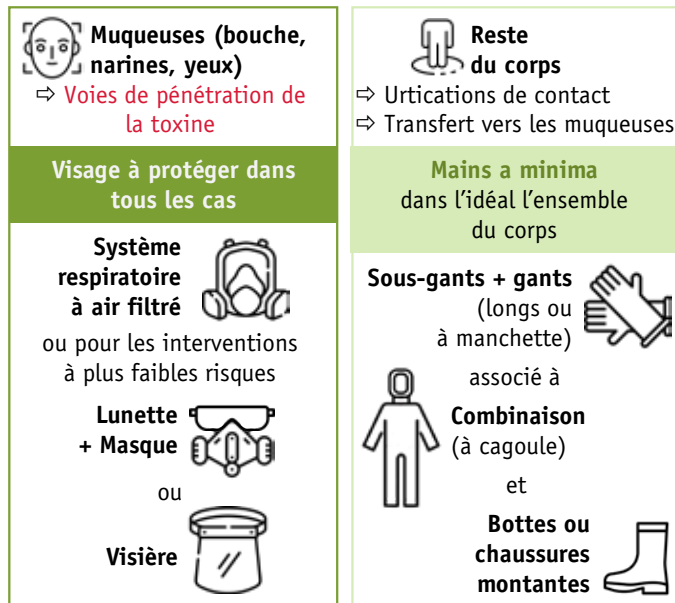 Muqueuses (bouche,
narines, yeux)
⇨ Voies de pénétration de
la toxine
Visage à protéger dans
tous les cas
Système
respiratoire
à air filtré
ou pour les interventions
à plus faibles risques
Lunette
+ Masque
ou
Visière
Reste
du corps
⇨ Urtications de contact
⇨ Transfert vers les muqueuses
Mains a minima
dans l'idéal l'ensemble
du corps
Sous-gants + gants
(longs ou
à manchette)
associé à
Combinaison
(à cagoule)
et
Bottes ou
chaussures
montantes